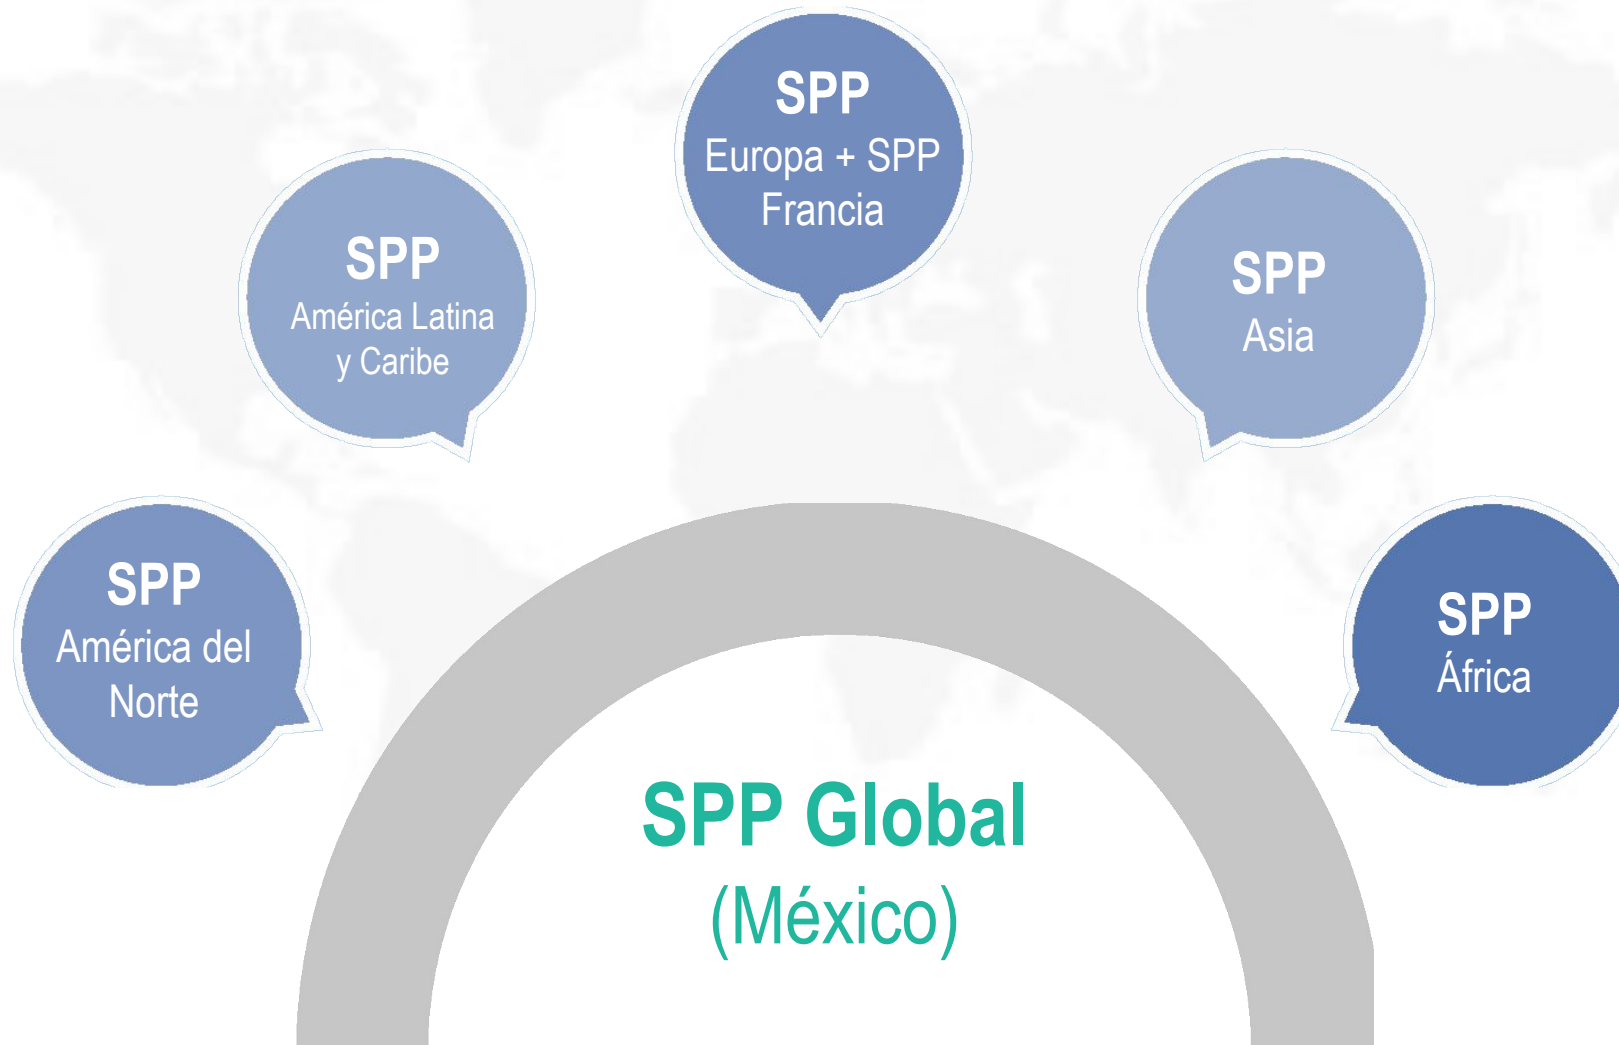 SPP
Europa + SPP
Francia
SPP
América Latina
y Caribe
SPP
Asia
SPP
América del
Norte
SPP
África
SPP Global
(México)